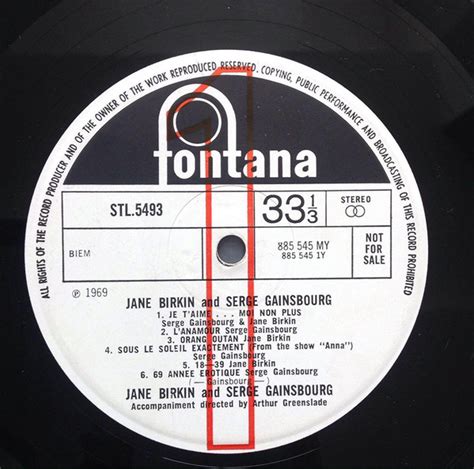 ALL RIGHTS OF THE RECORD PRODUCER AND OF THE OWNER OF THE WORK REPRODUCED RESERVED. COPYING, PUBLIC PERFORMANCE AND BROADCASTING OF THIS RECORD PROHIBITED
fontana
STL.5493
33 1/3
STEREO
BIEM
885 545 MY
885 545 1Y
NOT
FOR
SALE
℗ 1969
1
JANE BIRKIN and SERGE GAINSBOURG
1. JE T'AIME . . . MOI NON PLUS
Serge Gainsbourg & Jane Birkin
2. L'ANAMOUR Serge Gainsbourg
3. ORANG OUTAN Jane Birkin
4. SOUS LE SOLEIL EXACTEMENT (From the show "Anna")
Serge Gainsbourg
5. 18—39 Jane Birkin
6. 69 ANNEE EROTIQUE Serge Gainsbourg
(— Gainsbourg —)
JANE BIRKIN and SERGE GAINSBOURG
Accompaniment directed by Arthur Greenslade